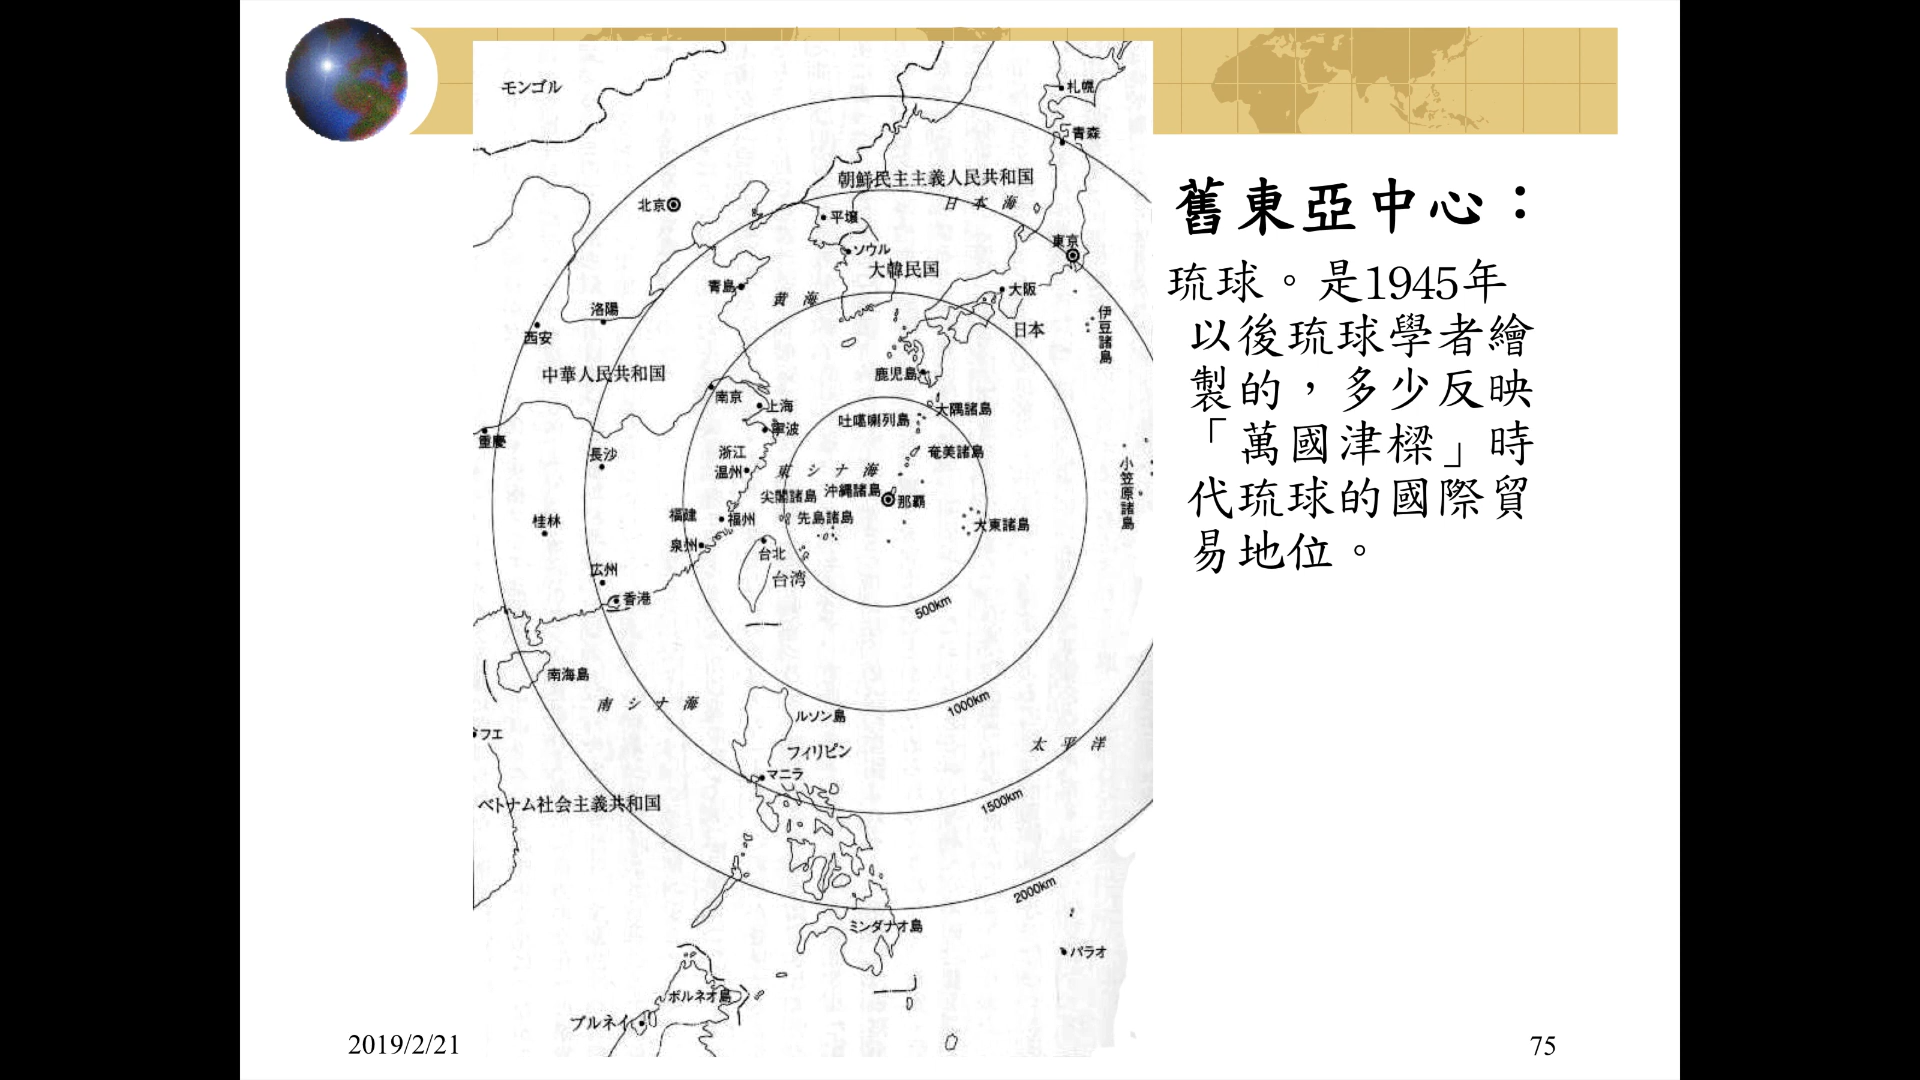 モンゴル
札幌
青森
朝鮮民主主義人民共和国
日本海
北京
平壌
ソウル
大韓民国
東京
青島
黄海
大阪
日本
伊豆諸島
洛陽
西安
中華人民共和国
鹿児島
南京
上海
寧波
大隅諸島
吐噶喇列島
重慶
長沙
浙江
温州
東シナ海
奄美諸島
小笠原諸島
尖閣諸島
沖縄諸島
那覇
先島諸島
大東諸島
桂林
福建
福州
泉州
台北
台湾
広州
香港
500km
南海島
南シナ海
1000km
ルソン島
フエ
フィリピン
太平洋
マニラ
ベトナム社会主義共和国
1500km
2000km
ミンダナオ島
パラオ
ボルネオ島
ブルネイ
舊東亞中心：
琉球。是1945年
以後琉球學者繪
製的，多少反映
「萬國津樑」時
代琉球的國際貿
易地位。
2019/2/21
75